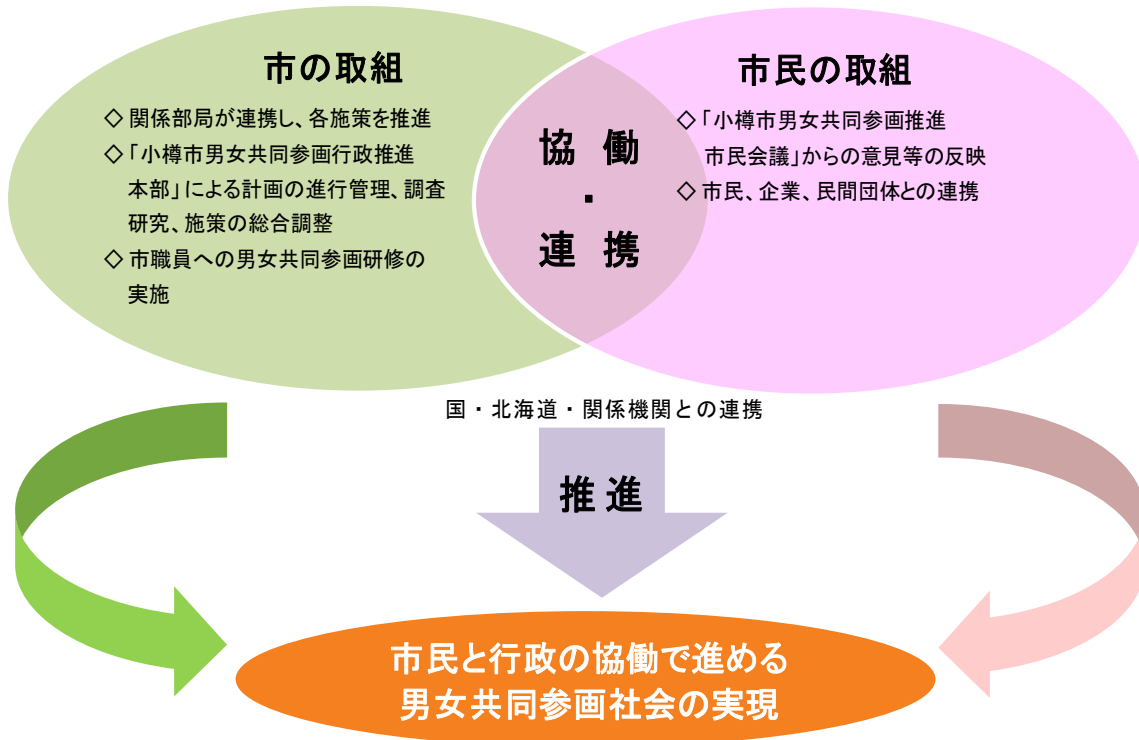 市の取組
◇ 関係部局が連携し、各施策を推進
◇ 「小樽市男女共同参画行政推進
本部」による計画の進行管理、調査
研究、施策の総合調整
◇ 市職員への男女共同参画研修の
実施
協 働
・
連 携
市民の取組
◇ 「小樽市男女共同参画推進
市民会議」からの意見等の反映
◇ 市民、企業、民間団体との連携
国・北海道・関係機関との連携
推 進
市民と行政の協働で進める
男女共同参画社会の実現